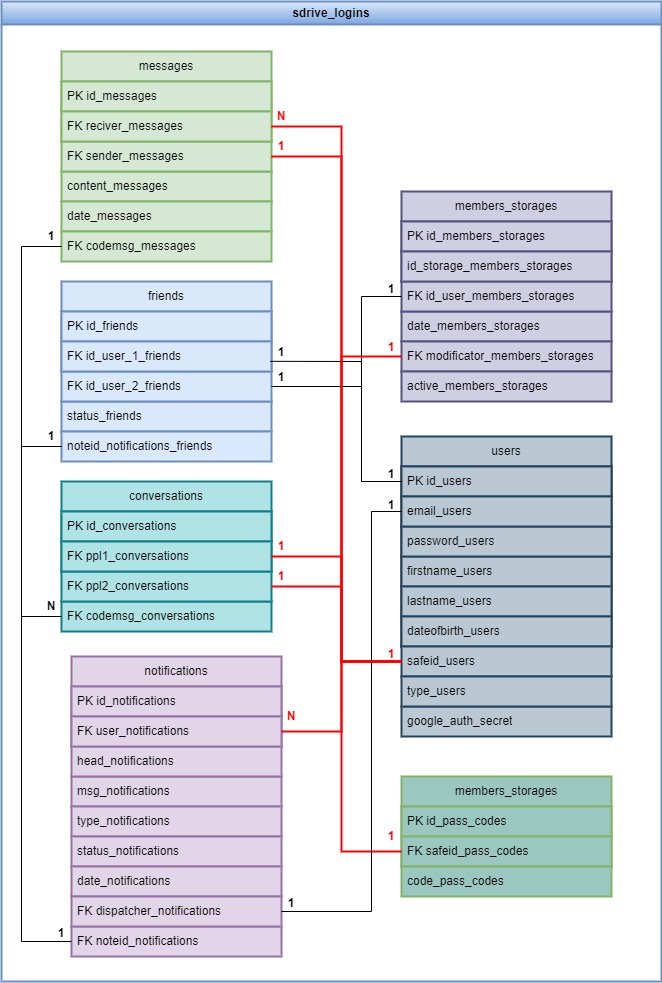 sdrive_logins
messages
PK id_messages
FK reciver_messages
N
FK sender_messages
1
content_messages
date_messages
FK codemsg_messages
1
friends
PK id_friends
FK id_user_1_friends
1
FK id_user_2_friends
1
status_friends
noteid_notifications_friends
1
conversations
PK id_conversations
FK ppl1_conversations
1
FK ppl2_conversations
1
FK codemsg_conversations
N
notifications
PK id_notifications
FK user_notifications
N
head_notifications
msg_notifications
type_notifications
status_notifications
date_notifications
FK dispatcher_notifications
1
FK noteid_notifications
1
members_storages
PK id_members_storages
id_storage_members_storages
FK id_user_members_storages
1
date_members_storages
FK modificator_members_storages
1
active_members_storages
users
PK id_users
1
email_users
1
password_users
firstname_users
lastname_users
dateofbirth_users
safeid_users
1
type_users
google_auth_secret
members_storages
PK id_pass_codes
FK safeid_pass_codes
1
code_pass_codes